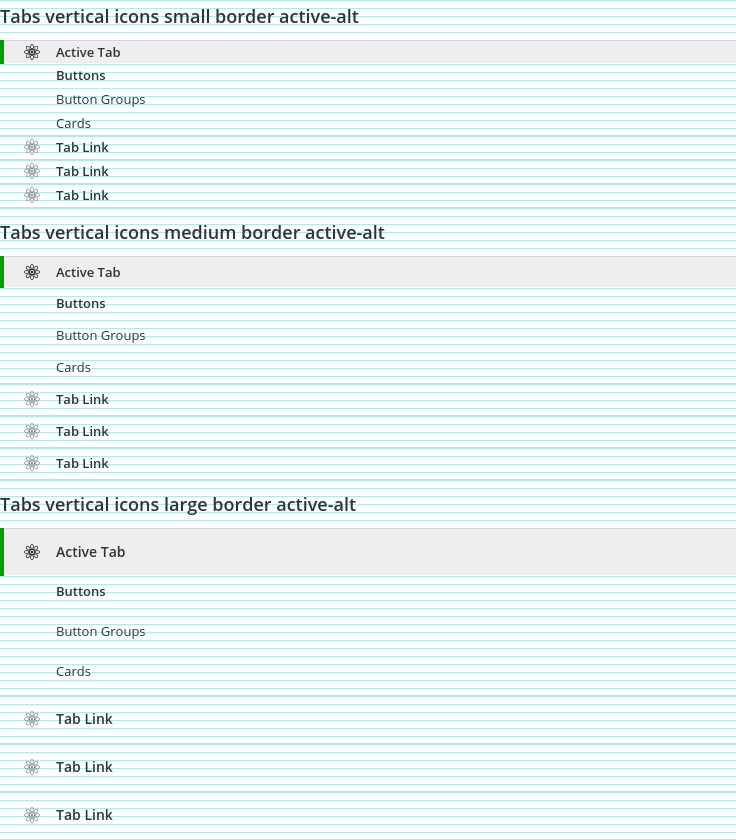 Tabs vertical icons small border active-alt
Active Tab
Buttons
Button Groups
Cards
Tab Link
Tab Link
Tab Link
Tabs vertical icons medium border active-alt
Active Tab
Buttons
Button Groups
Cards
Tab Link
Tab Link
Tab Link
Tabs vertical icons large border active-alt
Active Tab
Buttons
Button Groups
Cards
Tab Link
Tab Link
Tab Link